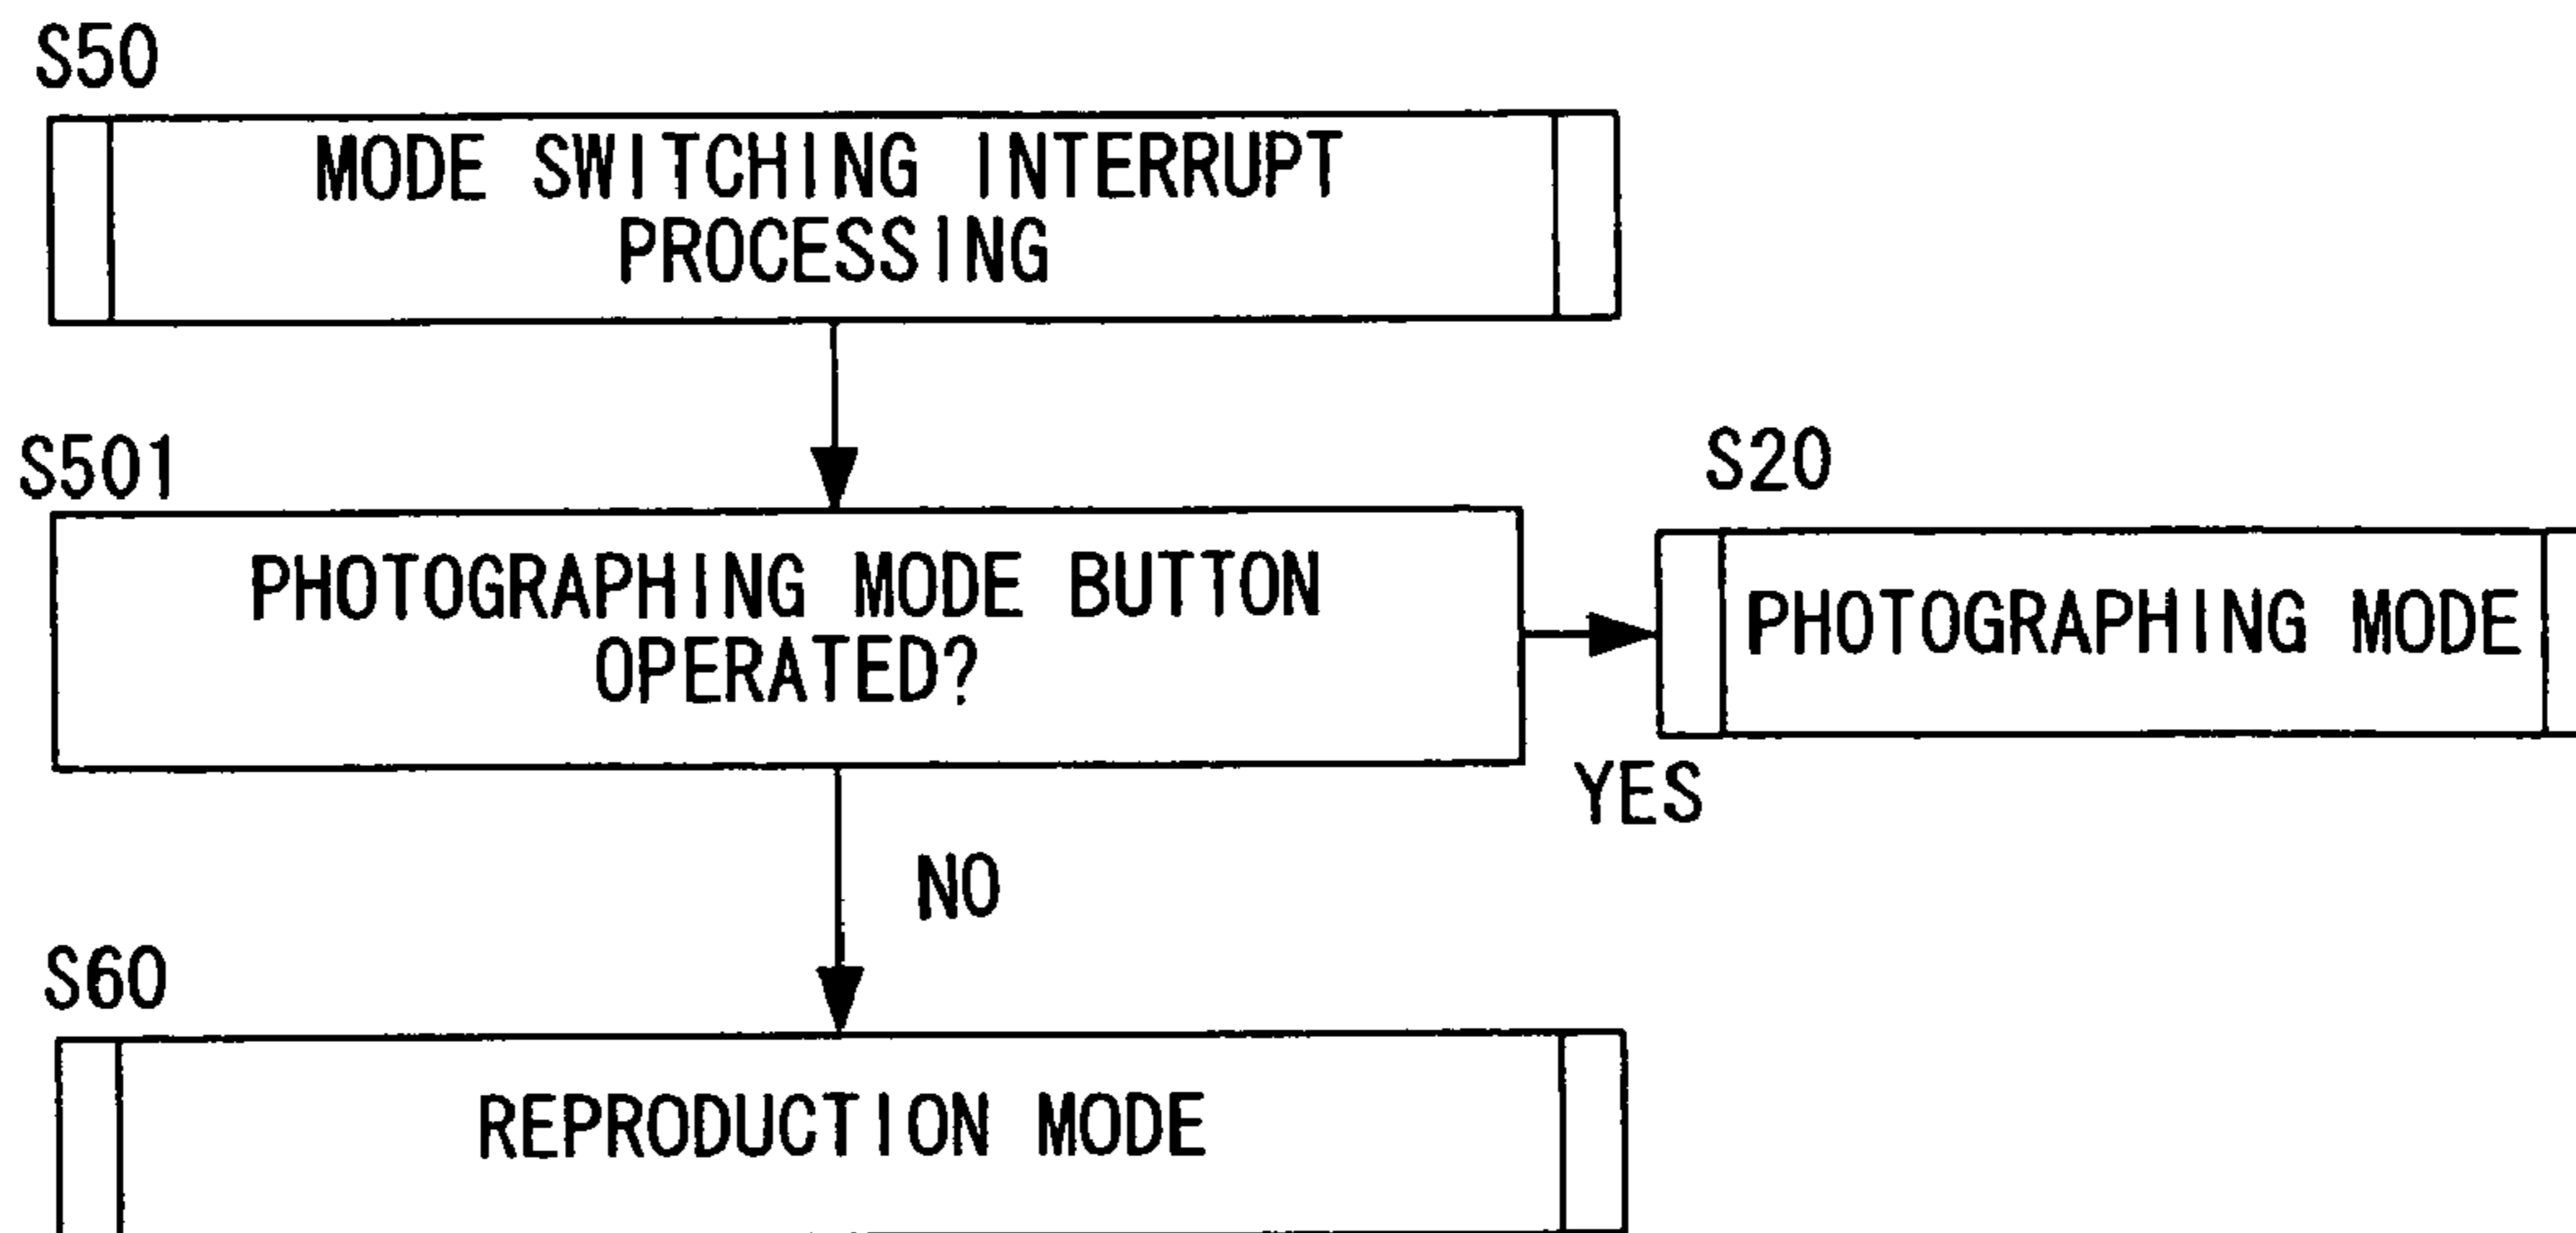 S50
MODE SWITCHING INTERRUPT
PROCESSING
S501
PHOTOGRAPHING MODE BUTTON
OPERATED?
S20
PHOTOGRAPHING MODE
YES
NO
S60
REPRODUCTION MODE